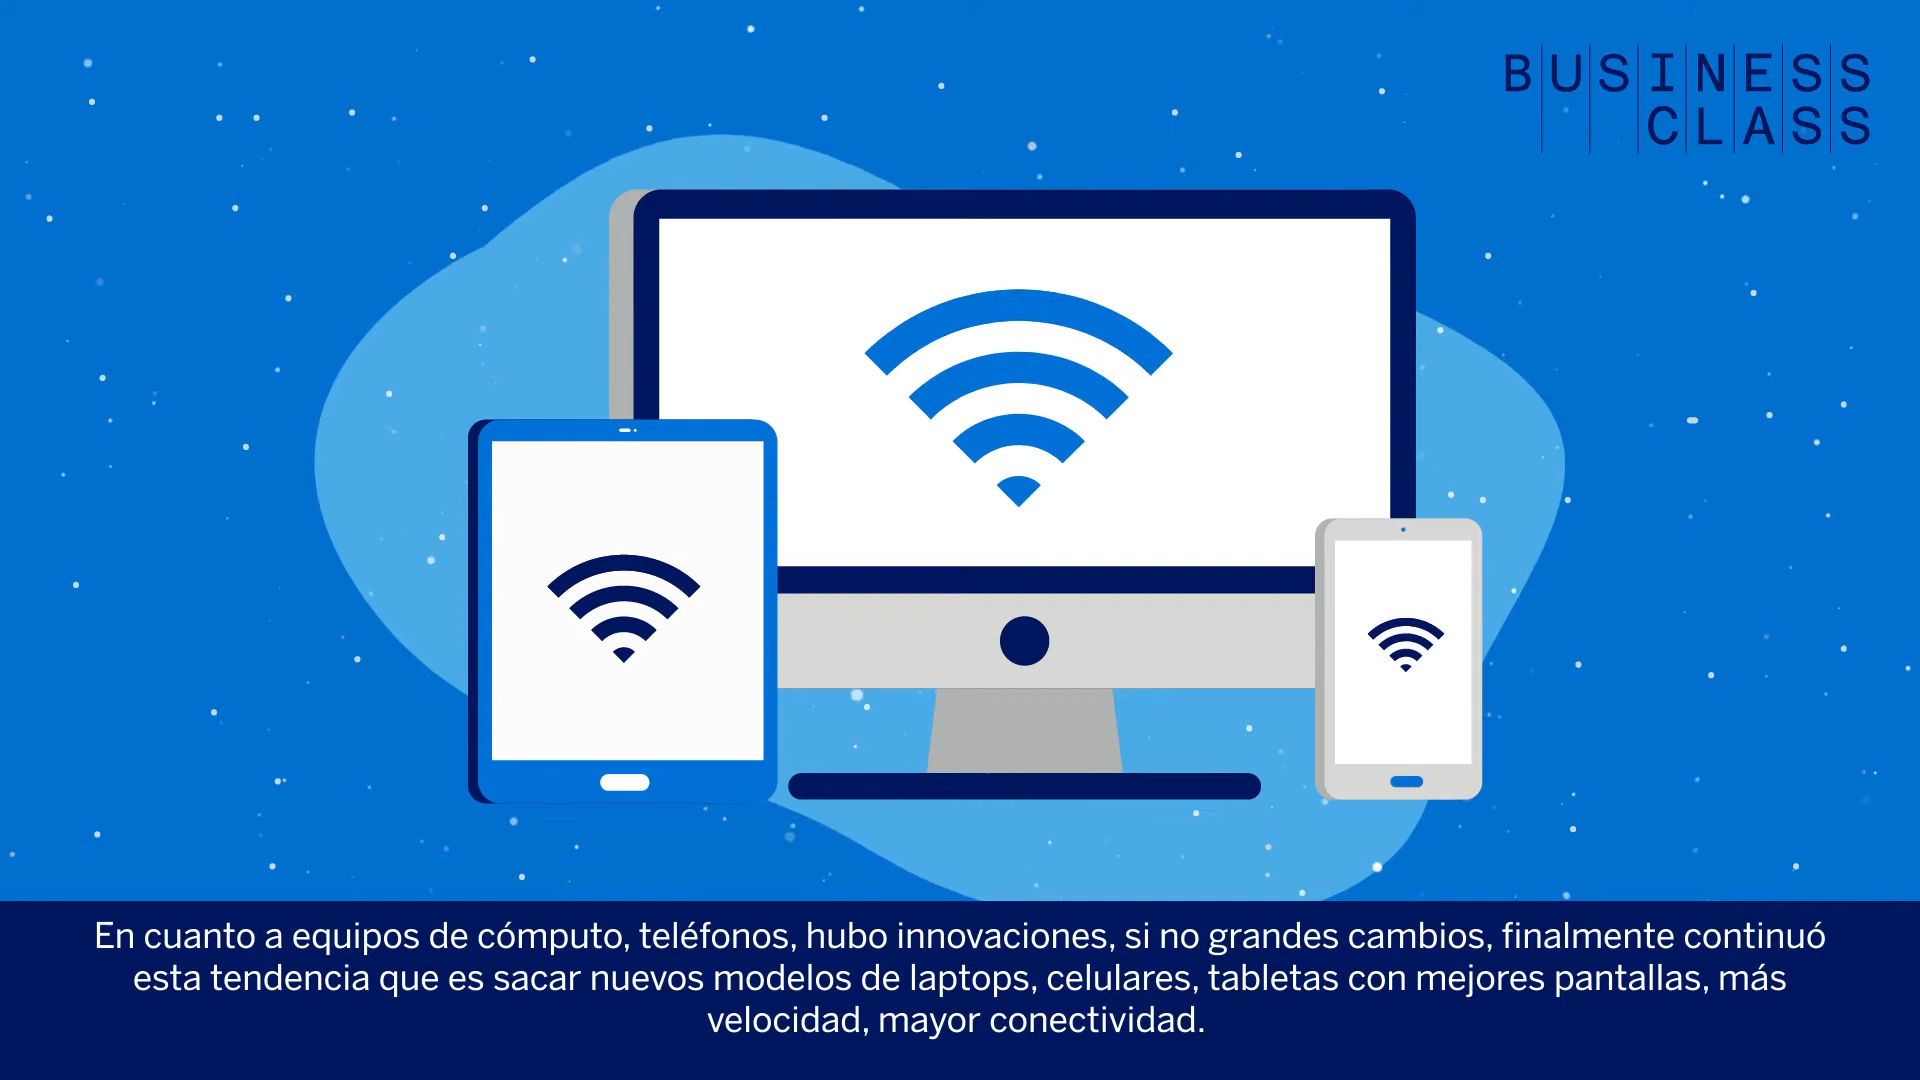 BUSINESS
CLASS
En cuanto a equipos de cómputo, teléfonos, hubo innovaciones, si no grandes cambios, finalmente continuó
esta tendencia que es sacar nuevos modelos de laptops, celulares, tabletas con mejores pantallas, más
velocidad, mayor conectividad.